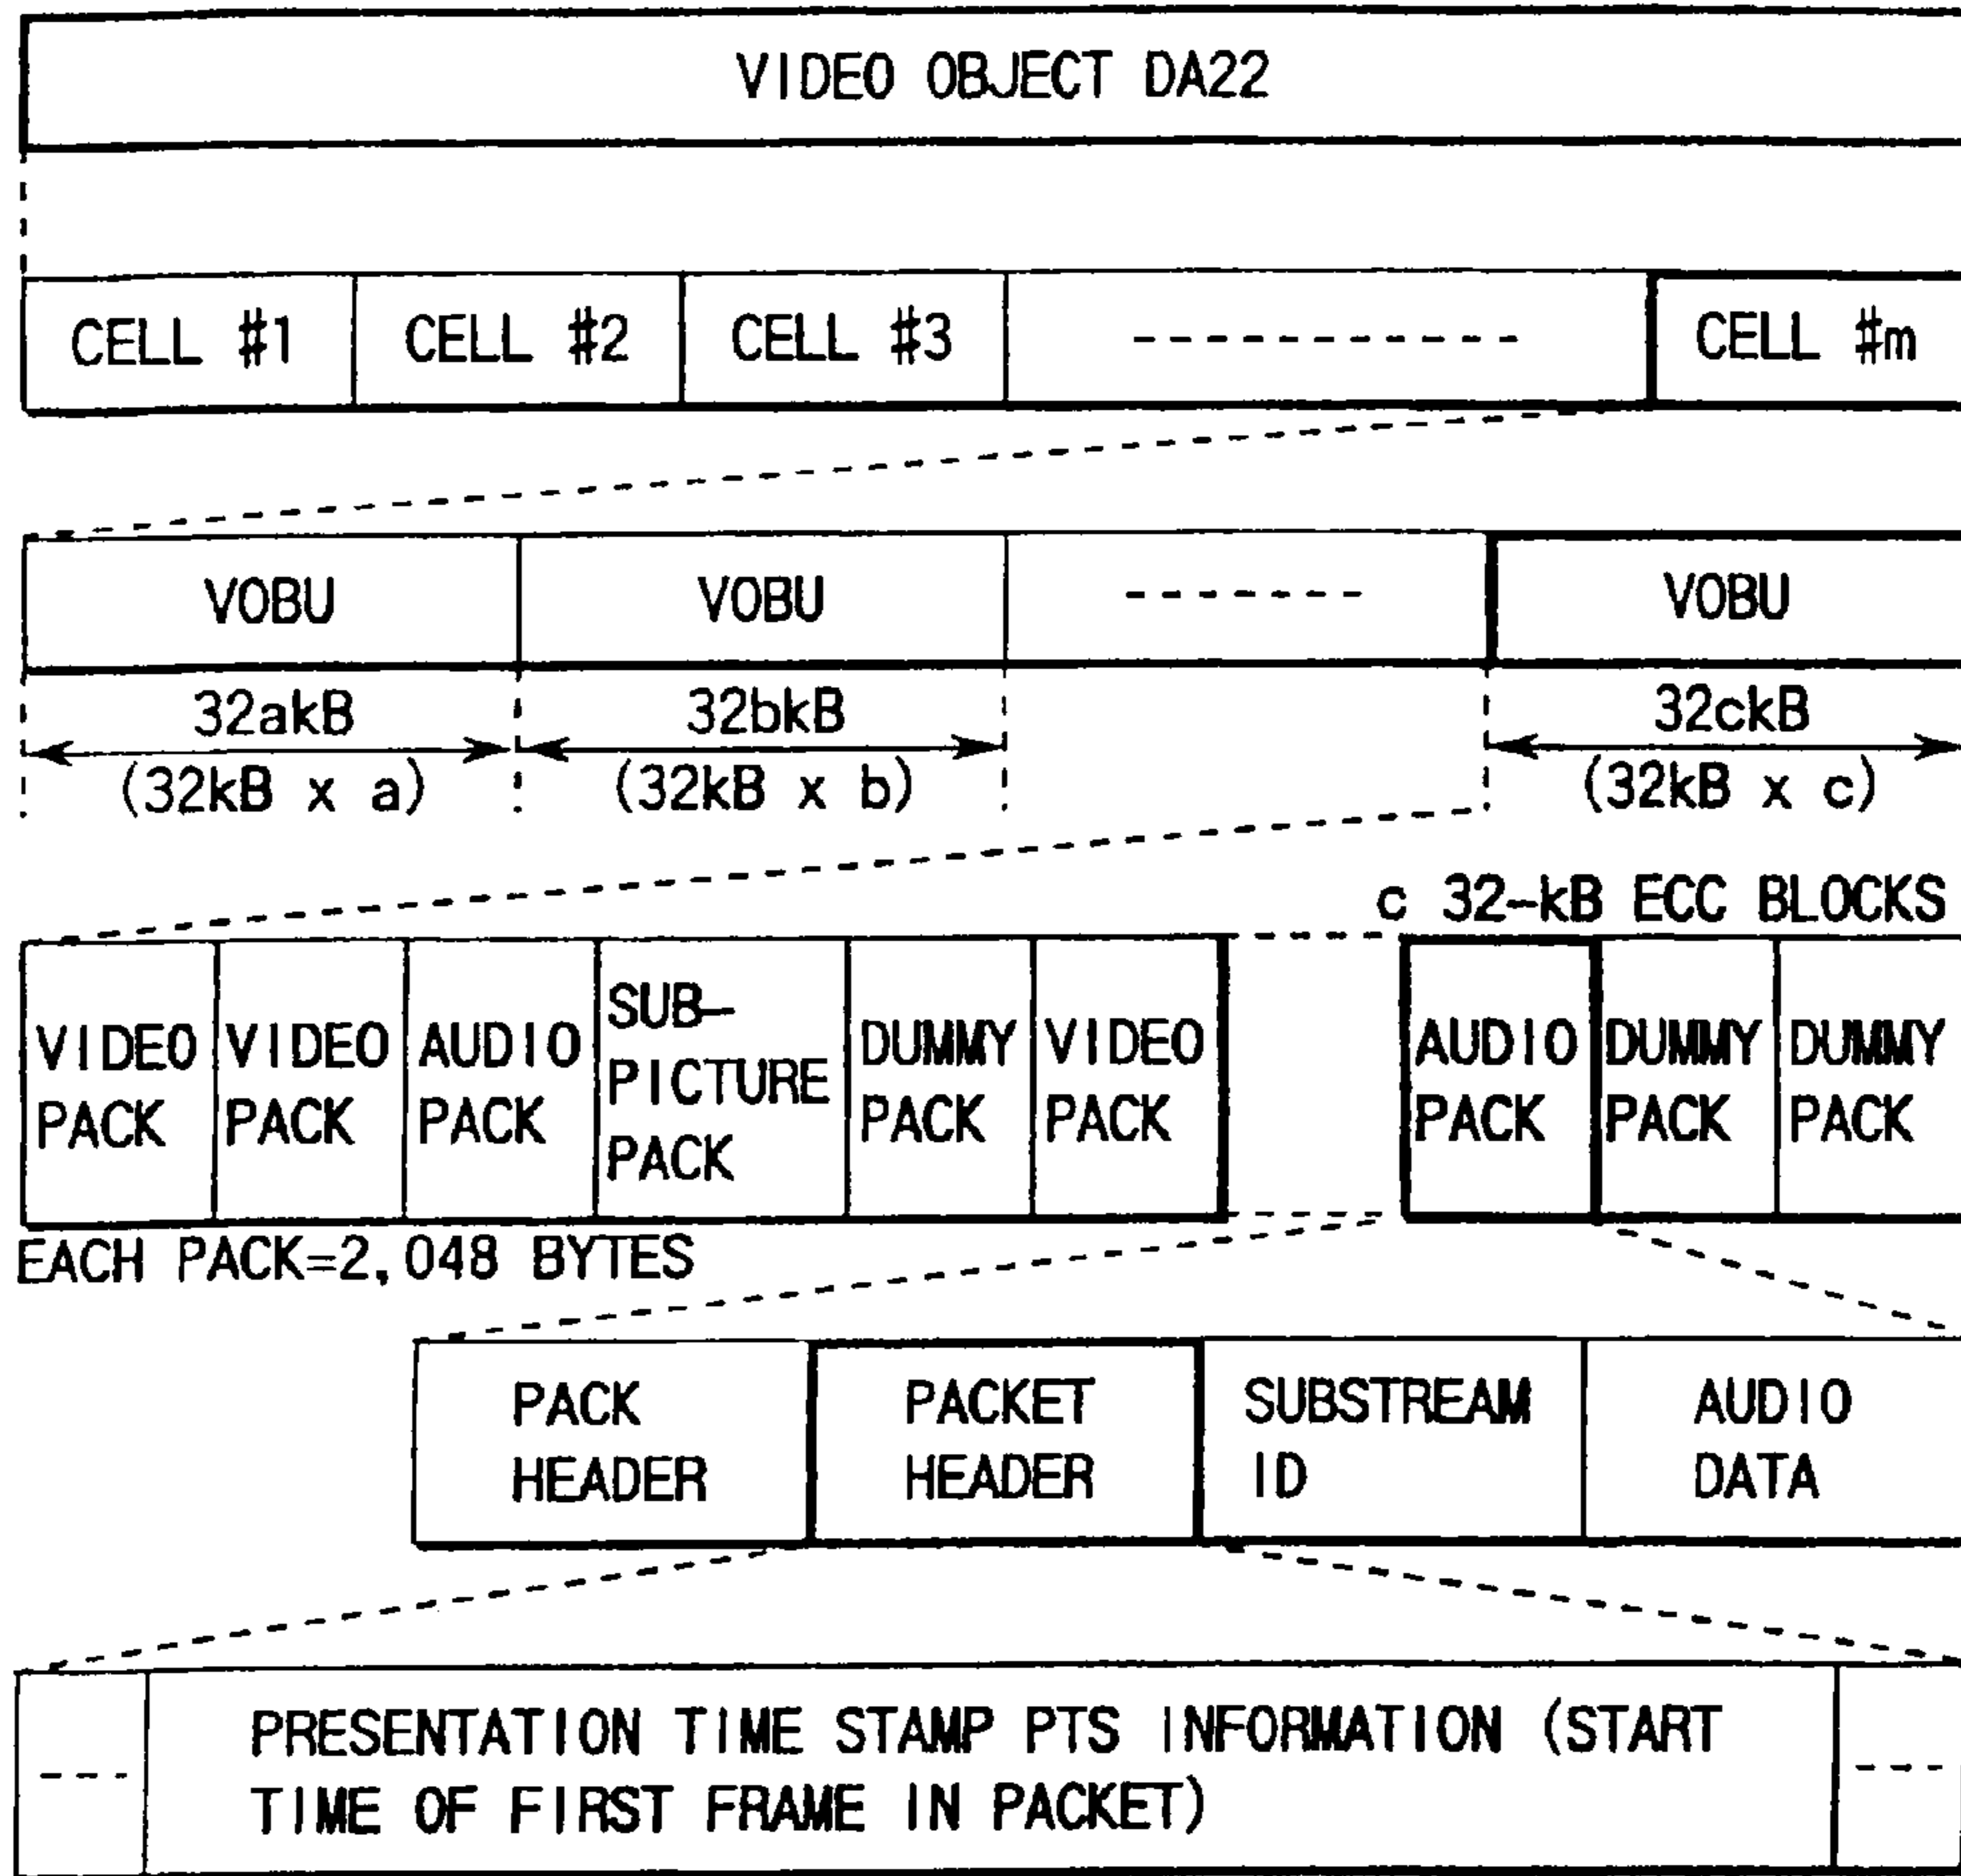 VIDEO OBJECT DA22
CELL #1 CELL #2 CELL #3 CELL #m
VOBU VOBU VOBU
32akB 32bkB 32ckB
(32kB x a) (32kB x b) (32kB x c)
c 32-kB ECC BLOCKS
VIDEO PACK
VIDEO PACK
AUDIO PACK
SUB-PICTURE PACK
DUMMY PACK
VIDEO PACK
AUDIO PACK
DUMMY PACK
DUMMY PACK
EACH PACK=2,048 BYTES
PACK HEADER
PACKET HEADER
SUBSTREAM ID
AUDIO DATA
PRESENTATION TIME STAMP PTS INFORMATION (START
TIME OF FIRST FRAME IN PACKET)